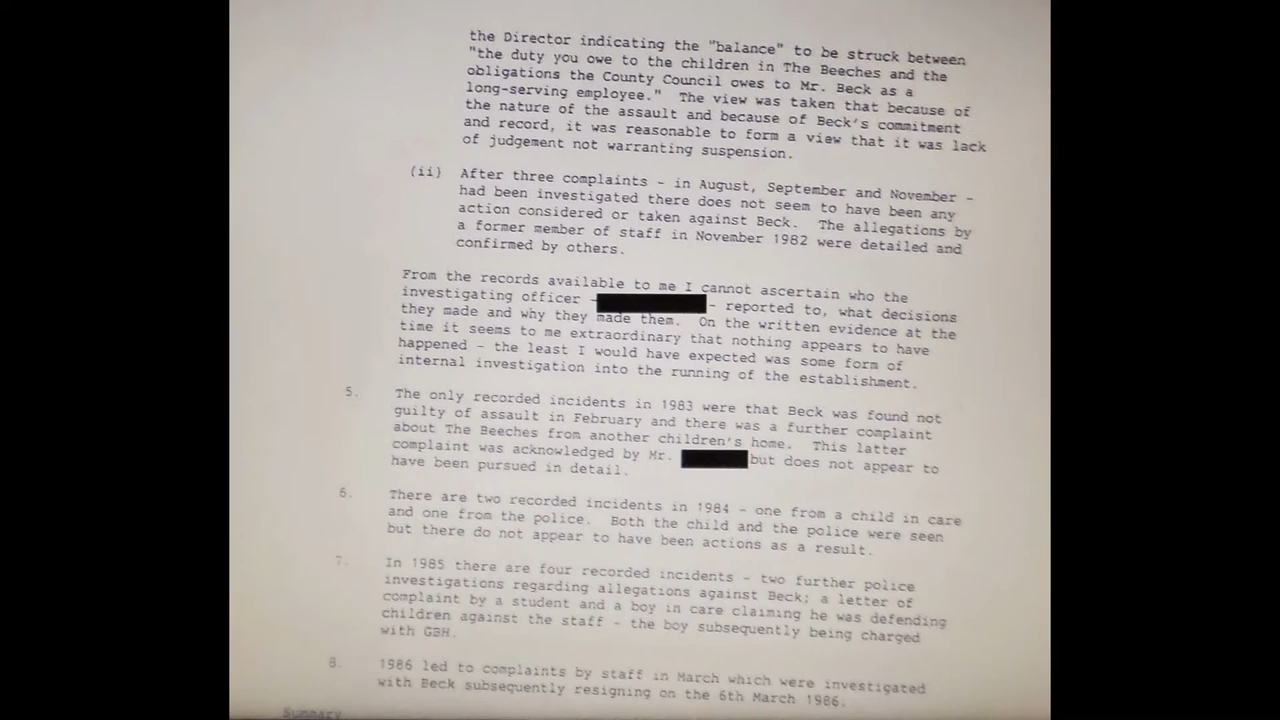 the Director indicating the "balance" to be struck between
"the duty you owe to the children in The Beeches and the
obligations the County Council owes to Mr. Beck as a
long-serving employee." The view was taken that because of
the nature of the assault and because of Beck's commitment
and record, it was reasonable to form a view that it was lack
of judgement not warranting suspension.
(ii) After three complaints - in August, September and November -
had been investigated there does not seem to have been any
action considered or taken against Beck. The allegations by
a former member of staff in November 1982 were detailed and
confirmed by others.
From the records available to me I cannot ascertain who the
investigating officer - - reported to, what decisions
they made and why they made them. On the written evidence at the
time it seems to me extraordinary that nothing appears to have
happened - the least I would have expected was some form of
internal investigation into the running of the establishment.
5. The only recorded incidents in 1983 were that Beck was found not
guilty of assault in February and there was a further complaint
about The Beeches from another children's home. This latter
complaint was acknowledged by Mr. but does not appear to
have been pursued in detail.
6. There are two recorded incidents in 1984 - one from a child in care
and one from the police. Both the child and the police were seen
but there do not appear to have been actions as a result.
7. In 1985 there are four recorded incidents - two further police
investigations regarding allegations against Beck; a letter of
complaint by a student and a boy in care claiming he was defending
children against the staff - the boy subsequently being charged
with GBH.
8. 1986 led to complaints by staff in March which were investigated
with Beck subsequently resigning on the 6th March 1986.
Summary